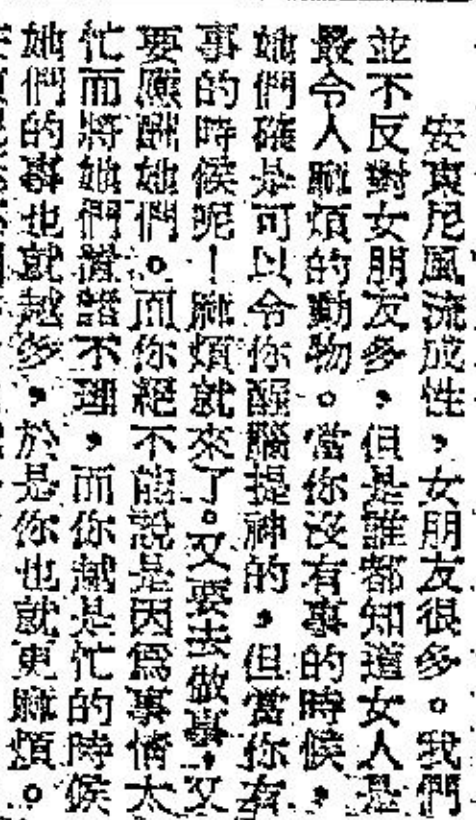 安東尼風流成性，女朋友很多。我們
並不反對女朋友多，但是誰都知道女人是
最令人麻煩的動物。當你沒有事的時候，
她們確是可以令你醒腦提神的，但當你有
事的時候呢！麻煩就來了。又要去做事，又
要應酬她們。而你絕不能說是因爲事情太
忙而將她們置諸不理，而你越是忙的時候
她們的事也就越多，於是你也就更麻煩。